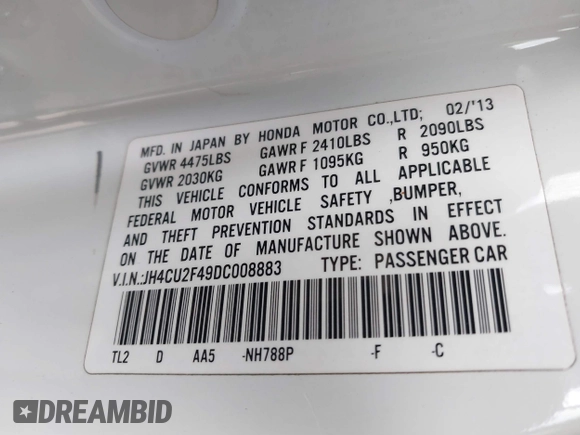 MFD. IN JAPAN BY HONDA MOTOR CO.,LTD; 02/'13
GVWR 4475LBS GAWR F 2410LBS R 2090LBS
GVWR 2030KG GAWR F 1095KG R 950KG
THIS VEHICLE CONFORMS TO ALL APPLICABLE
FEDERAL MOTOR VEHICLE SAFETY ,BUMPER,
AND THEFT PREVENTION STANDARDS IN EFFECT
ON THE DATE OF MANUFACTURE SHOWN ABOVE.
V.I.N.:JH4CU2F49DC008883 TYPE: PASSENGER CAR
TL2 D AA5 -NH788P -F -C
DREAMBID